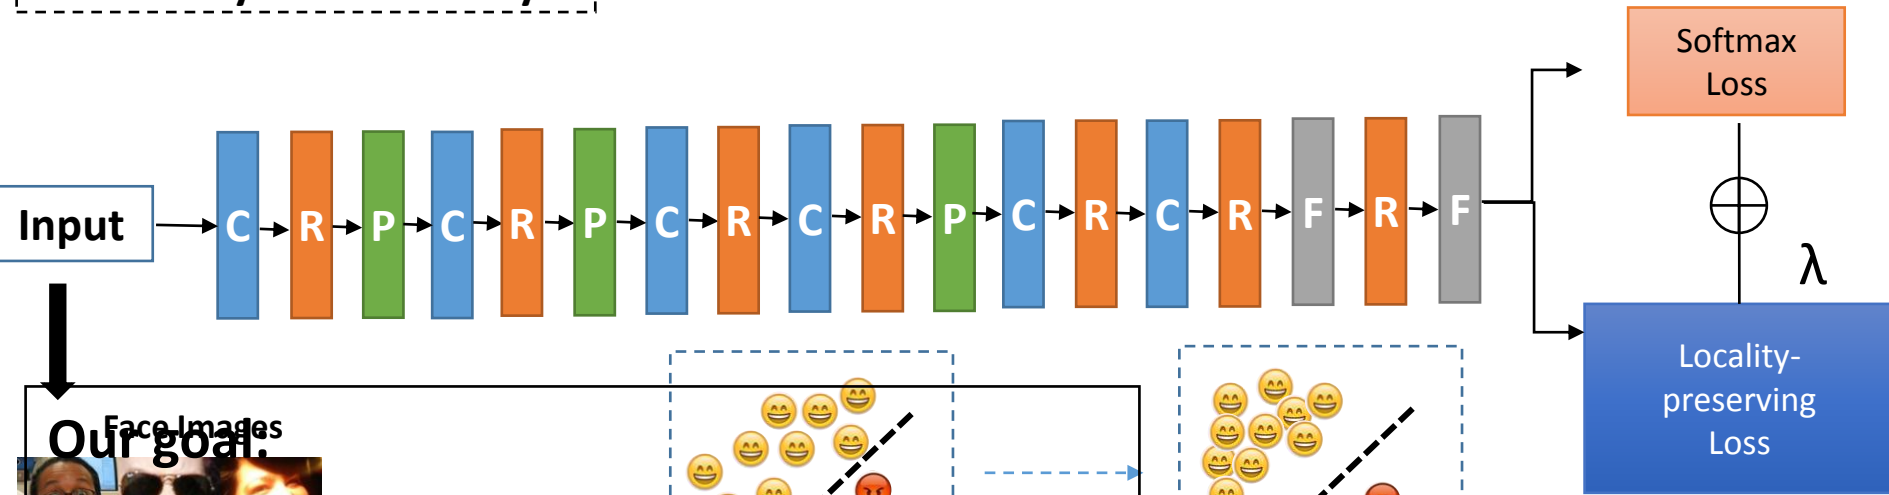 Softmax
Loss
Input
C R P C R P C R C R P C R C R F R F
λ
Locality-
preserving
Loss
Face Images
Our goal: